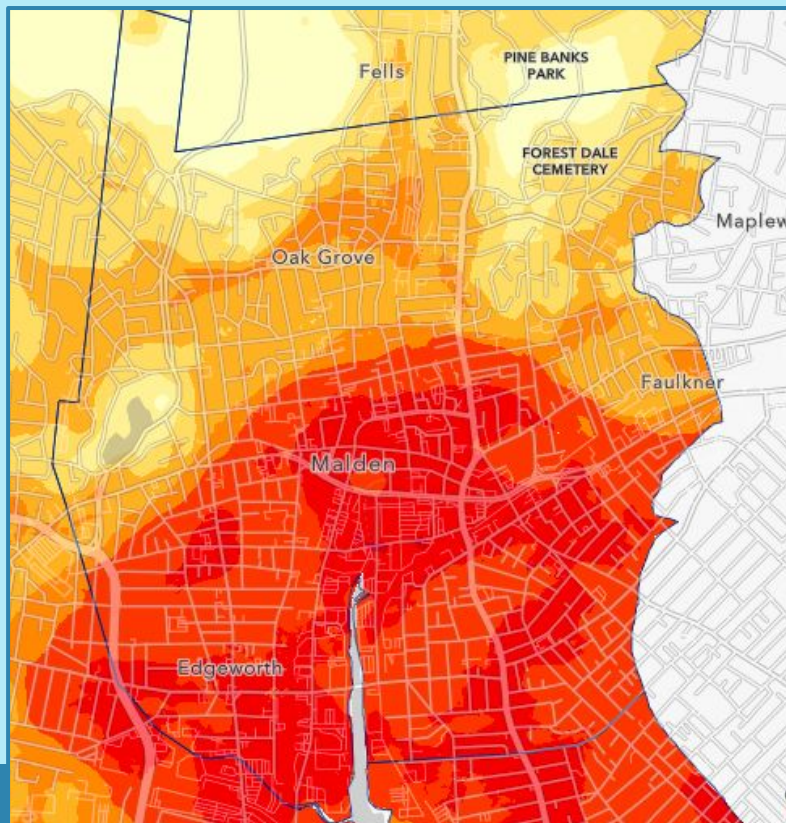 Fells
PINE BANKS
PARK
FOREST DALE
CEMETERY
Maplew
Oak Grove
Faulkner
Malden
Edgeworth